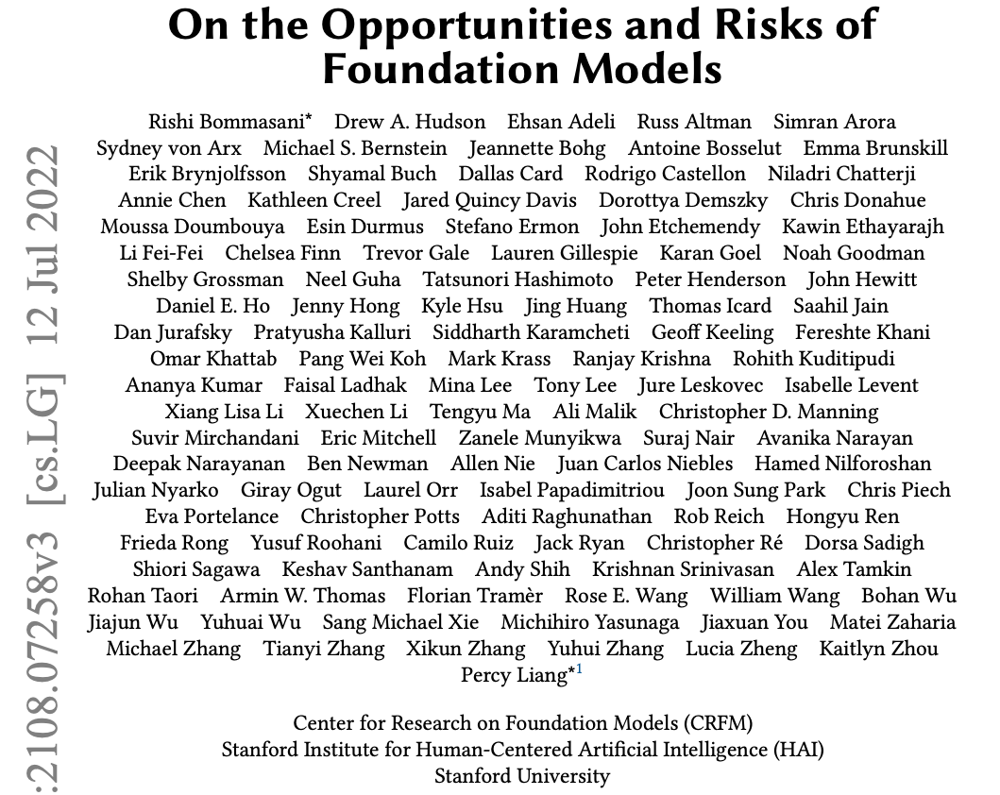 On the Opportunities and Risks of
Foundation Models
Rishi Bommasani* Drew A. Hudson Ehsan Adeli Russ Altman Simran Arora
Sydney von Arx Michael S. Bernstein Jeannette Bohg Antoine Bosselut Emma Brunskill
Erik Brynjolfsson Shyamal Buch Dallas Card Rodrigo Castellon Niladri Chatterji
Annie Chen Kathleen Creel Jared Quincy Davis Dorottya Demszky Chris Donahue
Moussa Doumbouya Esin Durmus Stefano Ermon John Etchemendy Kawin Ethayarajh
Li Fei-Fei Chelsea Finn Trevor Gale Lauren Gillespie Karan Goel Noah Goodman
Shelby Grossman Neel Guha Tatsunori Hashimoto Peter Henderson John Hewitt
Daniel E. Ho Jenny Hong Kyle Hsu Jing Huang Thomas Icard Saahil Jain
Dan Jurafsky Pratyusha Kalluri Siddharth Karamcheti Geoff Keeling Fereshte Khani
Omar Khattab Pang Wei Koh Mark Krass Ranjay Krishna Rohith Kuditipudi
Ananya Kumar Faisal Ladhak Mina Lee Tony Lee Jure Leskovec Isabelle Levent
Xiang Lisa Li Xuechen Li Tengyu Ma Ali Malik Christopher D. Manning
Suvir Mirchandani Eric Mitchell Zanele Munyikwa Suraj Nair Avanika Narayan
Deepak Narayanan Ben Newman Allen Nie Juan Carlos Niebles Hamed Nilforoshan
Julian Nyarko Giray Ogut Laurel Orr Isabel Papadimitriou Joon Sung Park Chris Piech
Eva Portelance Christopher Potts Aditi Raghunathan Rob Reich Hongyu Ren
Frieda Rong Yusuf Roohani Camilo Ruiz Jack Ryan Christopher Ré Dorsa Sadigh
Shiori Sagawa Keshav Santhanam Andy Shih Krishnan Srinivasan Alex Tamkin
Rohan Taori Armin W. Thomas Florian Tramèr Rose E. Wang William Wang Bohan Wu
Jiajun Wu Yuhuai Wu Sang Michael Xie Michihiro Yasunaga Jiaxuan You Matei Zaharia
Michael Zhang Tianyi Zhang Xikun Zhang Yuhui Zhang Lucia Zheng Kaitlyn Zhou
Percy Liang*1
Center for Research on Foundation Models (CRFM)
Stanford Institute for Human-Centered Artificial Intelligence (HAI)
Stanford University
:2108.07258v3 [cs.LG] 12 Jul 2022